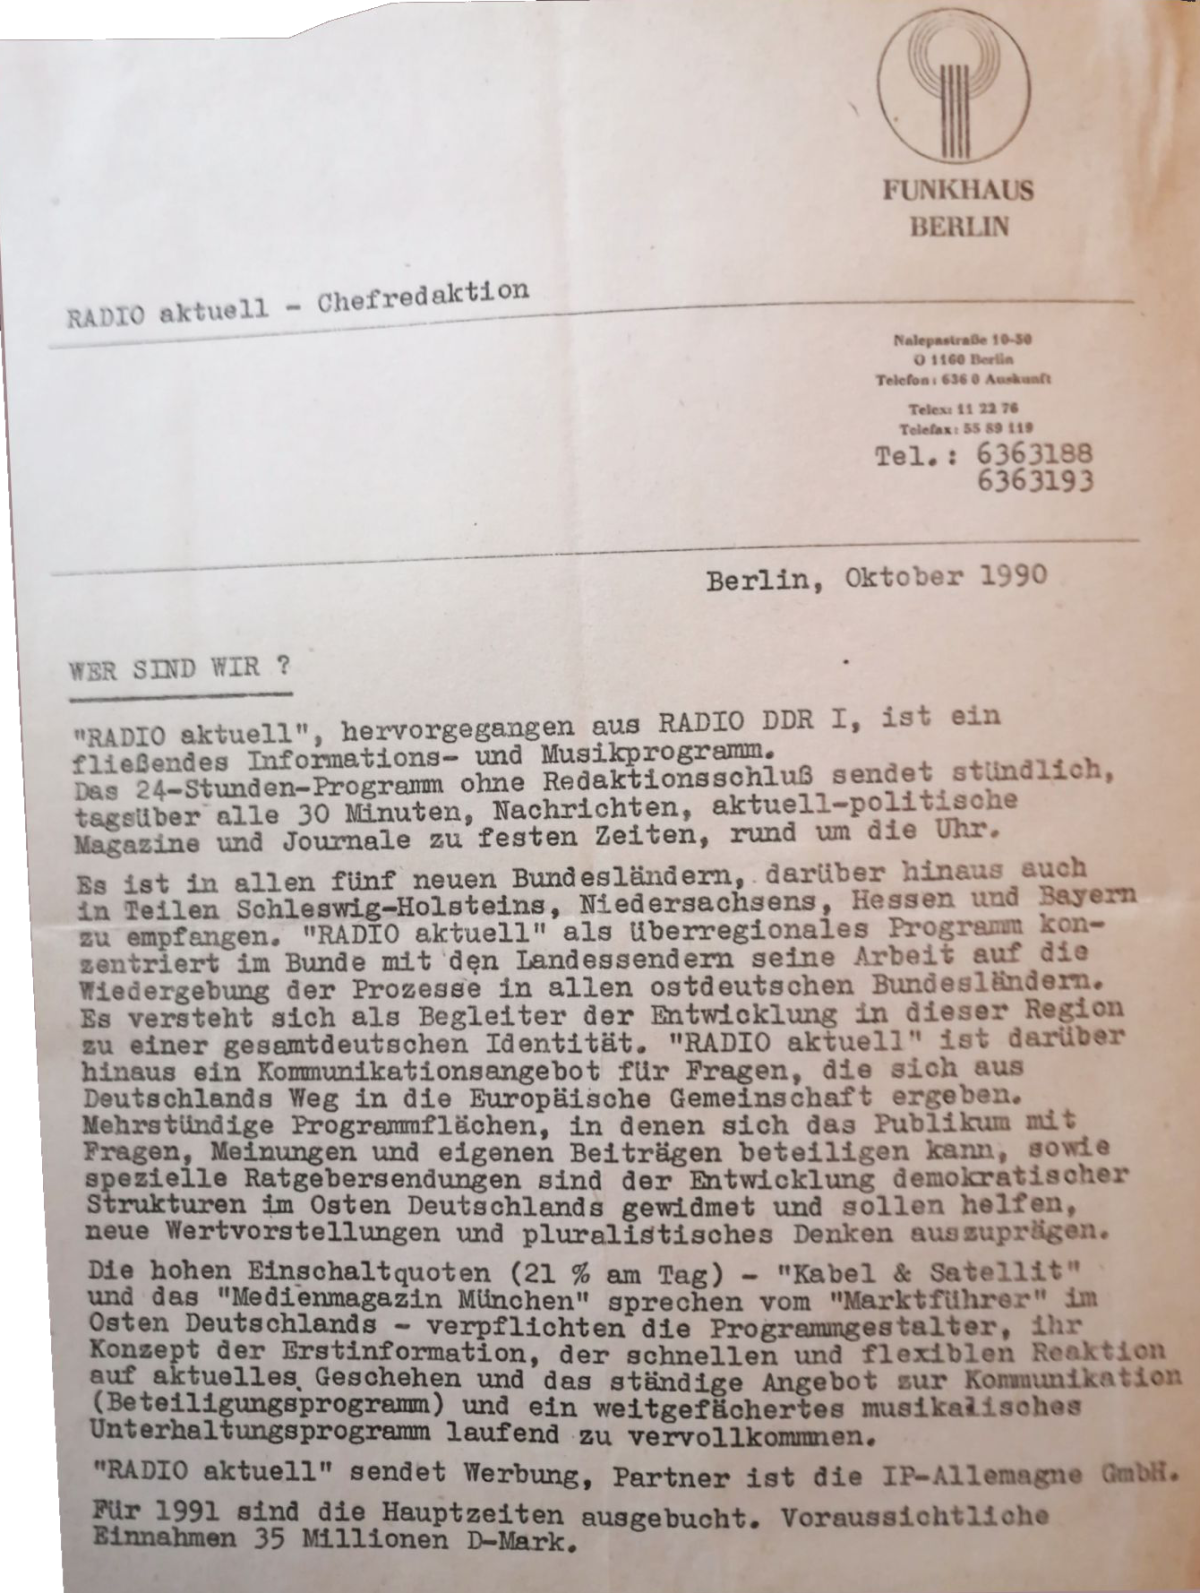 FUNKHAUS
BERLIN
RADIO aktuell - Chefredaktion
Nalepastraße 10-50
O 1160 Berlin
Telefon: 636 0 Auskunft
Telex: 11 22 76
Telefax: 55 89 119
Tel.: 6363188
6363193
Berlin, Oktober 1990
WER SIND WIR ?
"RADIO aktuell", hervorgegangen aus RADIO DDR I, ist ein
fließendes Informations- und Musikprogramm.
Das 24-Stunden-Programm ohne Redaktionsschluß sendet stündlich,
tagsüber alle 30 Minuten, Nachrichten, aktuell-politische
Magazine und Journale zu festen Zeiten, rund um die Uhr.
Es ist in allen fünf neuen Bundesländern, darüber hinaus auch
in Teilen Schleswig-Holsteins, Niedersachsens, Hessen und Bayern
zu empfangen. "RADIO aktuell" als überregionales Programm kon-
zentriert im Bunde mit den Landessendern seine Arbeit auf die
Wiedergebung der Prozesse in allen ostdeutschen Bundesländern.
Es versteht sich als Begleiter der Entwicklung in dieser Region
zu einer gesamtdeutschen Identität. "RADIO aktuell" ist darüber
hinaus ein Kommunikationsangebot für Fragen, die sich aus
Deutschlands Weg in die Europäische Gemeinschaft ergeben.
Mehrstündige Programmflächen, in denen sich das Publikum mit
Fragen, Meinungen und eigenen Beiträgen beteiligen kann, sowie
spezielle Ratgebersendungen sind der Entwicklung demokratischer
Strukturen im Osten Deutschlands gewidmet und sollen helfen,
neue Wertvorstellungen und pluralistisches Denken auszuprägen.
Die hohen Einschaltquoten (21 % am Tag) - "Kabel & Satellit"
und das "Medienmagazin München" sprechen vom "Marktführer" im
Osten Deutschlands - verpflichten die Programmgestalter, ihr
Konzept der Erstinformation, der schnellen und flexiblen Reaktion
auf aktuelles Geschehen und das ständige Angebot zur Kommunikation
(Beteiligungsprogramm) und ein weitgefächertes musikalisches
Unterhaltungsprogramm laufend zu vervollkommnen.
"RADIO aktuell" sendet Werbung, Partner ist die IP-Allemagne GmbH.
Für 1991 sind die Hauptzeiten ausgebucht. Voraussichtliche
Einnahmen 35 Millionen D-Mark.